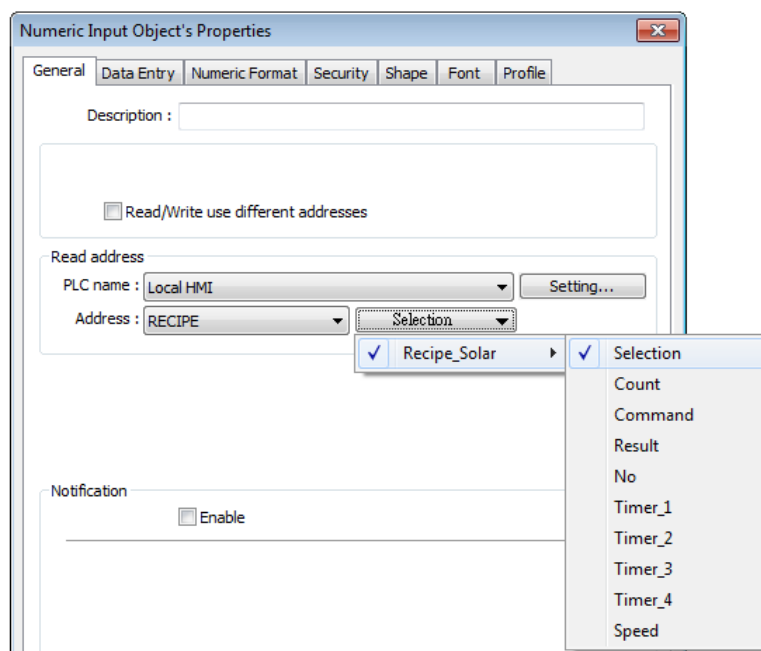 Numeric Input Object's Properties
General Data Entry Numeric Format Security Shape Font Profile
Description :
Read/Write use different addresses
Read address
PLC name : Local HMI Setting...
Address : RECIPE Selection
Recipe_Solar Selection
Count
Command
Result
No
Notification Timer_1
Enable Timer_2
Timer_3
Timer_4
Speed